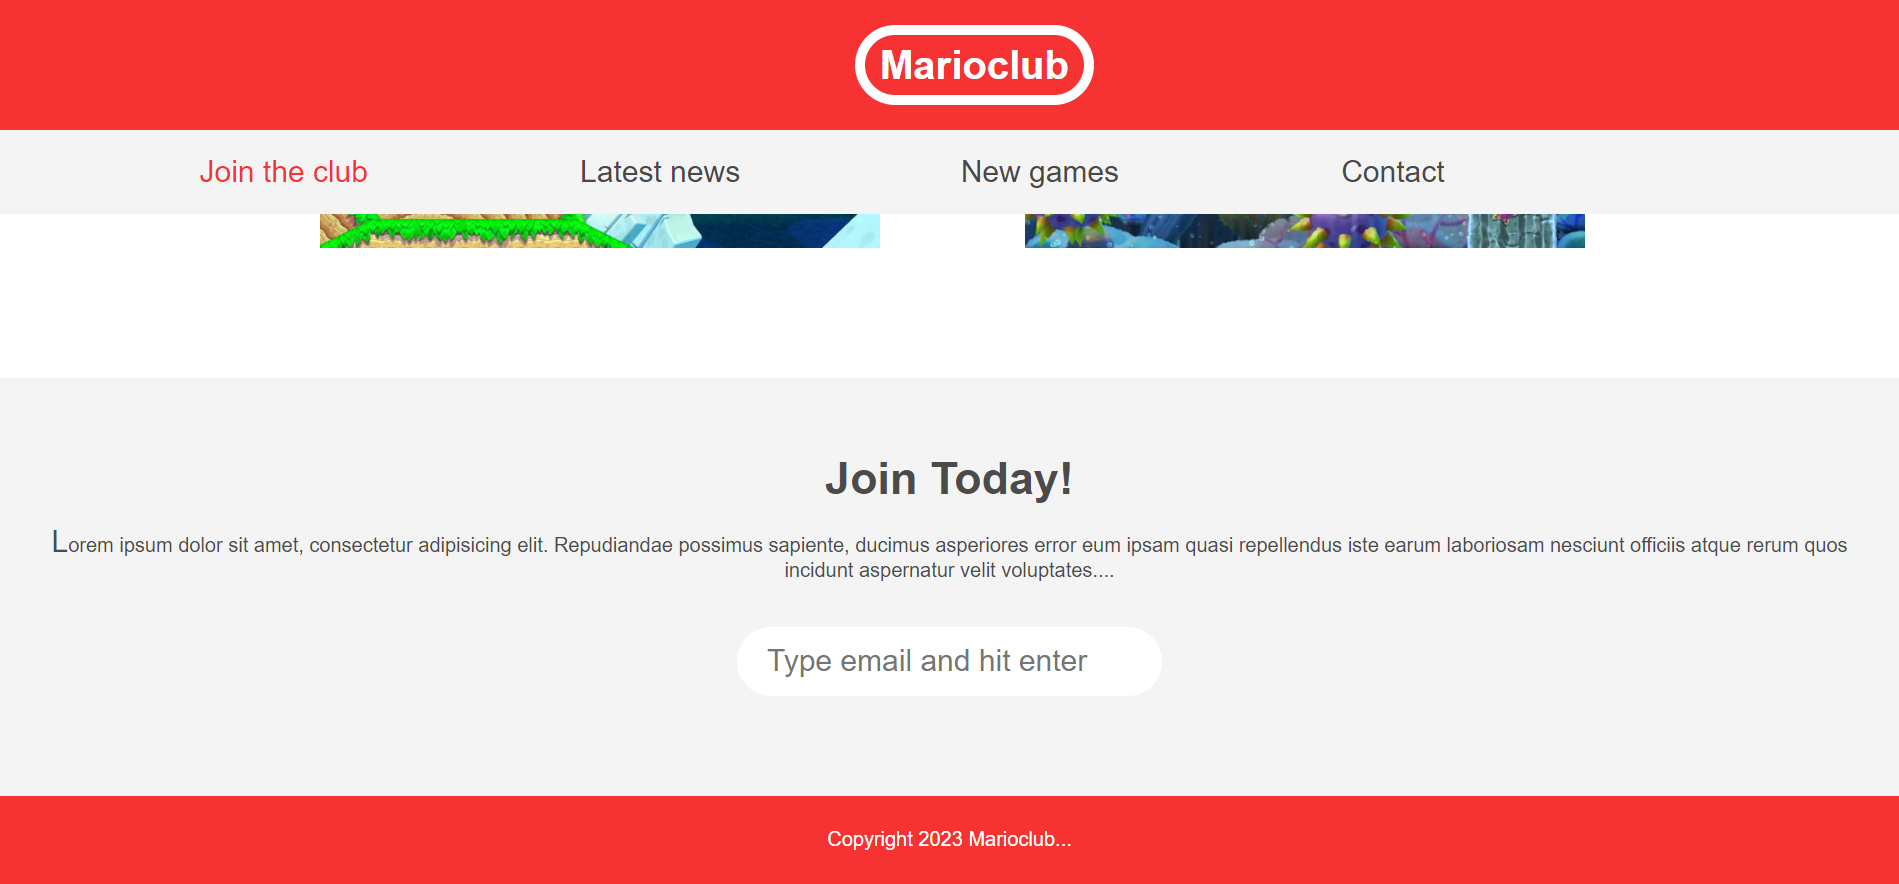 Marioclub
Join the club
Latest news
New games
Contact
Join Today!
Lorem ipsum dolor sit amet, consectetur adipisicing elit. Repudiandae possimus sapiente, ducimus asperiores error eum ipsam quasi repellendus iste earum laboriosam nesciunt officiis atque rerum quos
incidunt aspernatur velit voluptates....
Type email and hit enter
Copyright 2023 Marioclub...